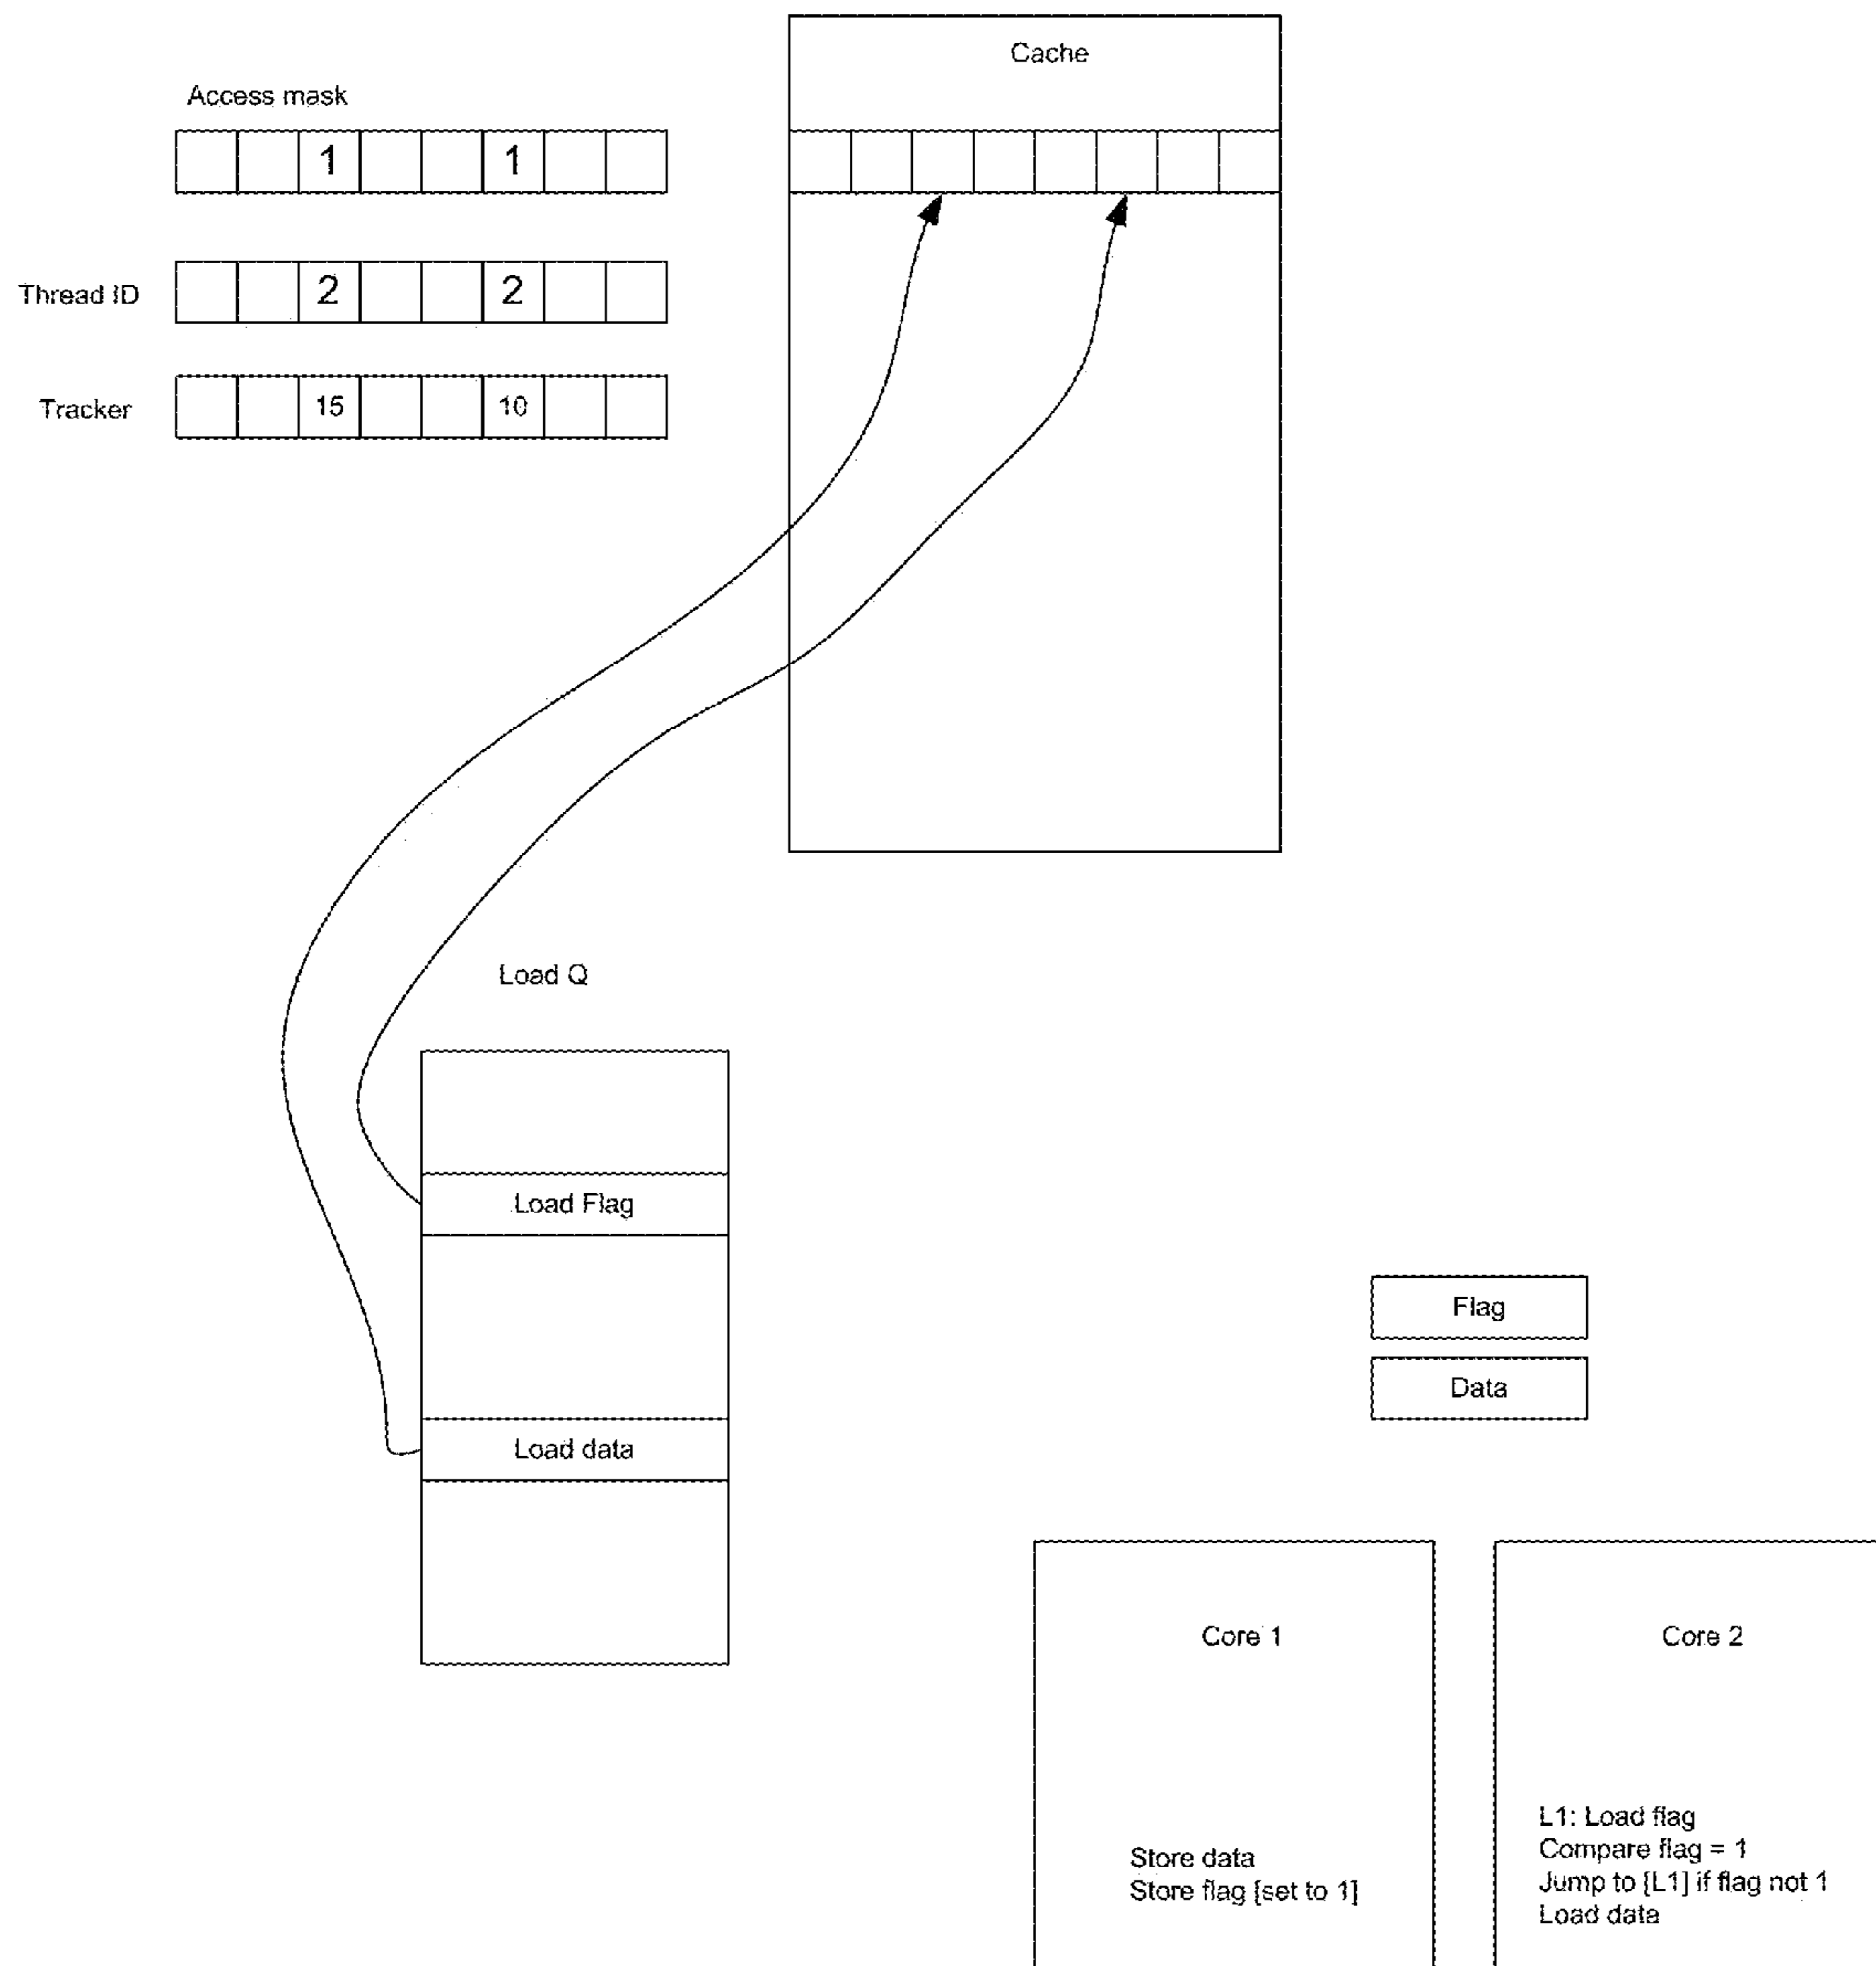 Cache
Access mask
1 1
Thread ID
2 2
Tracker
15 10
Load Q
Load Flag
Load data
Flag
Data
Core 1
Store data
Store flag [set to 1]
Core 2
L1: Load flag
Compare flag = 1
Jump to [L1] if flag not 1
Load data